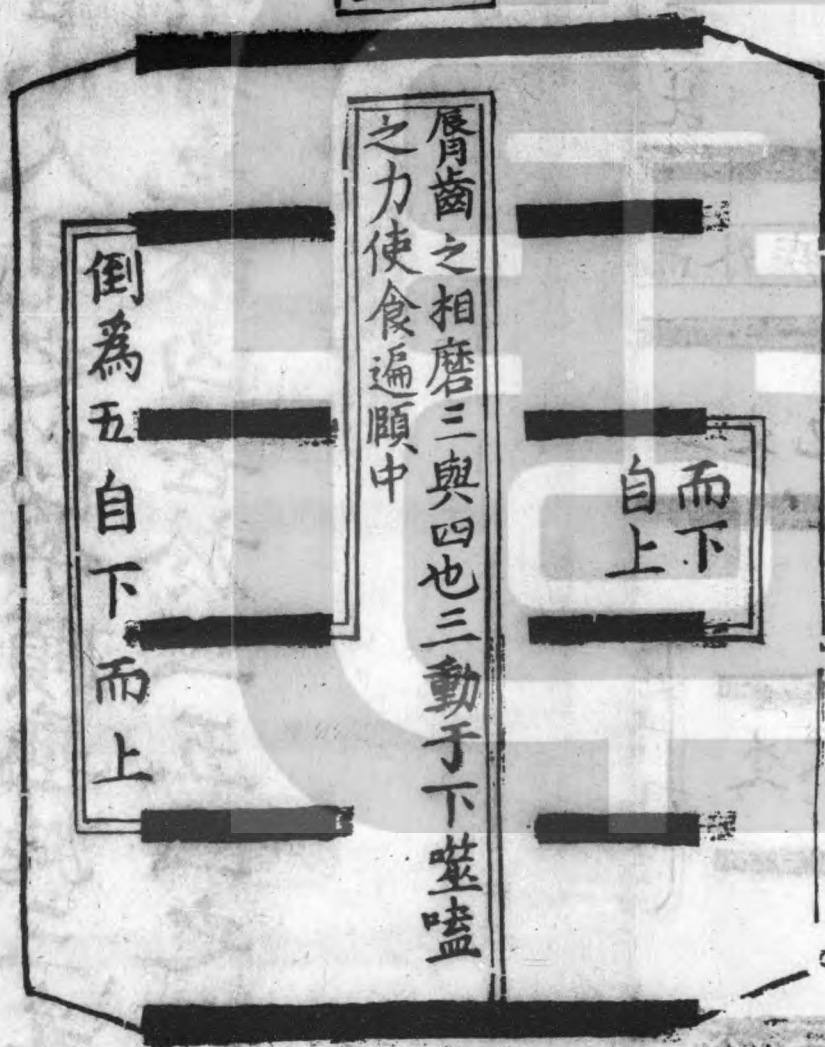 自上
而下
脣齒之相磨三與四也三動于下噬嗑
之力使食遍頤中
倒爲五自下而上